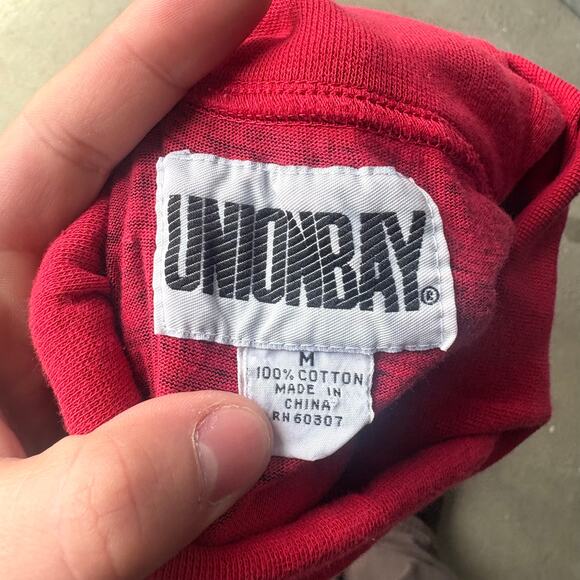 UNIONBAY®
M
100% COTTON
MADE IN
CHINA
RN 60307